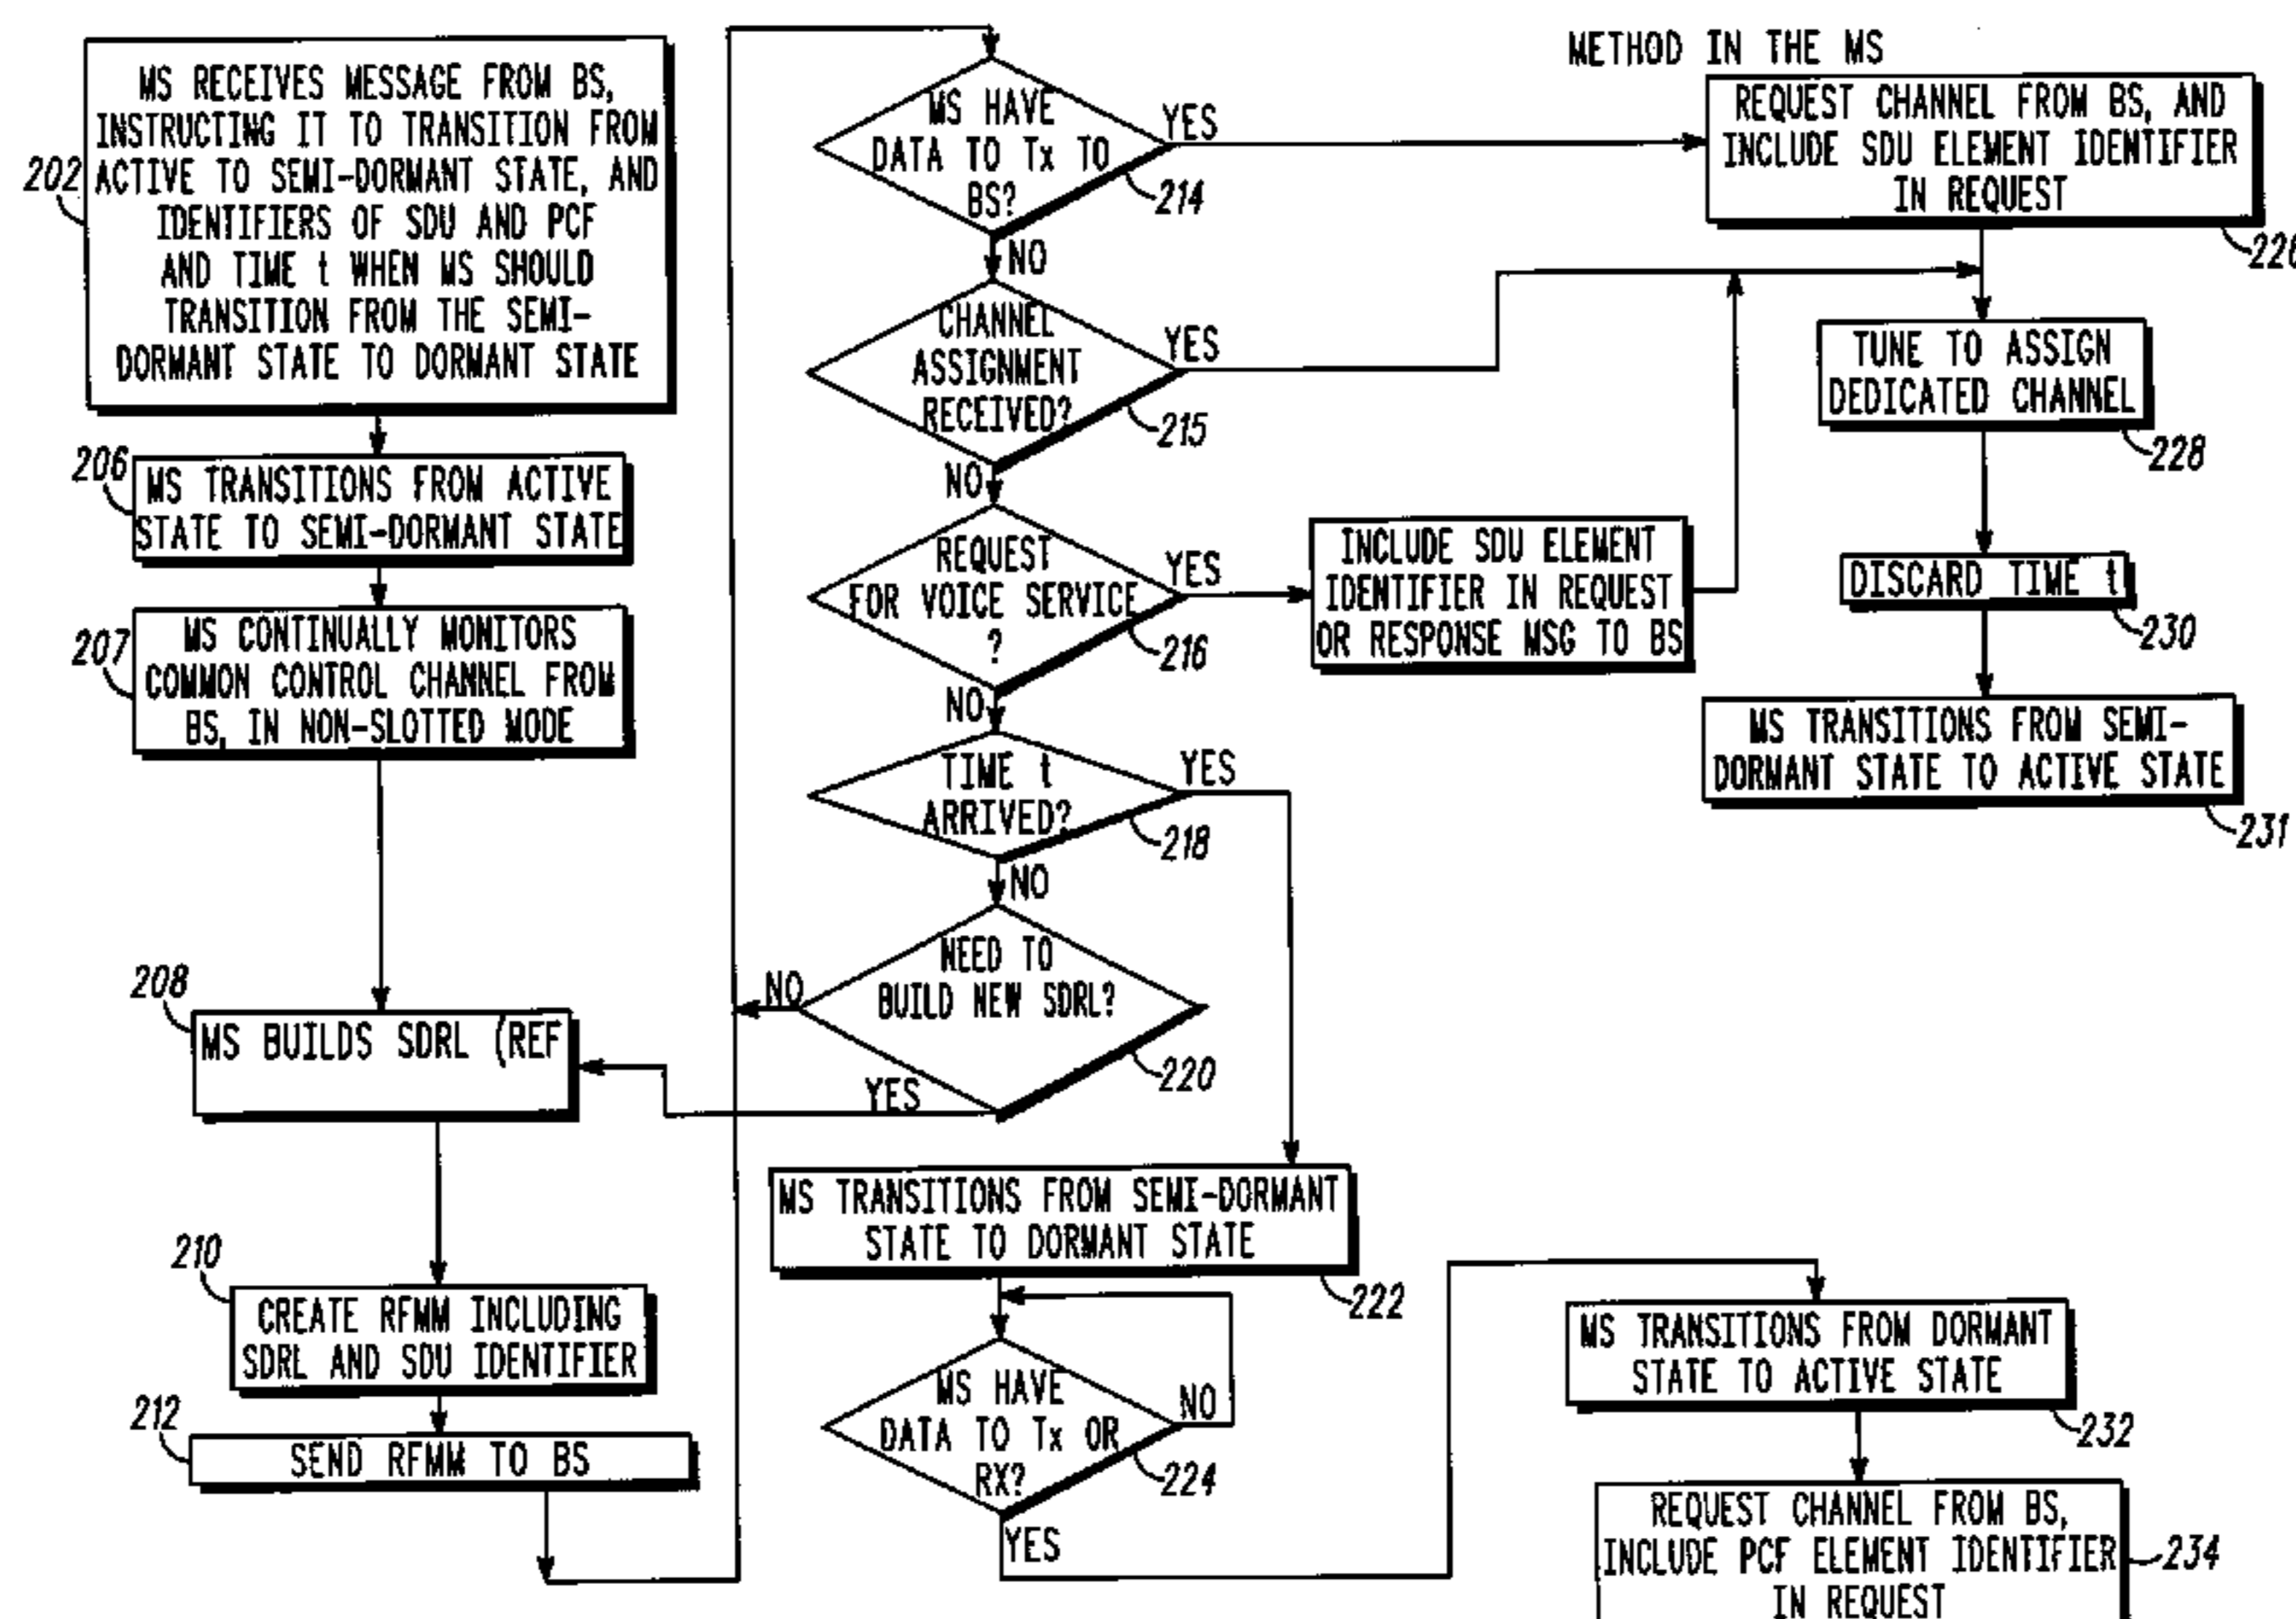 METHOD IN THE MS
MS RECEIVES MESSAGE FROM BS,
INSTRUCTING IT TO TRANSITION FROM
ACTIVE TO SEMI-DORMANT STATE, AND
IDENTIFIERS OF SDU AND PCF
AND TIME t WHEN MS SHOULD
TRANSITION FROM THE SEMI-
DORMANT STATE TO DORMANT STATE
202
206
MS TRANSITIONS FROM ACTIVE
STATE TO SEMI-DORMANT STATE
207
MS CONTINUALLY MONITORS
COMMON CONTROL CHANNEL FROM
BS, IN NON-SLOTTED MODE
208
MS BUILDS SDRL (REF
210
CREATE RFMM INCLUDING
SDRL AND SDU IDENTIFIER
212
SEND RFMM TO BS
MS HAVE
DATA TO Tx TO
BS?
YES
214
NO
CHANNEL
ASSIGNMENT
RECEIVED?
YES
215
NO
REQUEST
FOR VOICE SERVICE
?
YES
216
NO
INCLUDE SDU ELEMENT
IDENTIFIER IN REQUEST
OR RESPONSE MSG TO BS
TIME t
ARRIVED?
YES
218
NO
NEED TO
BUILD NEW SDRL?
NO
220
YES
MS TRANSITIONS FROM SEMI-DORMANT
STATE TO DORMANT STATE
222
MS HAVE
DATA TO Tx OR
RX?
NO
224
YES
REQUEST CHANNEL FROM BS, AND
INCLUDE SDU ELEMENT IDENTIFIER
IN REQUEST
226
TUNE TO ASSIGN
DEDICATED CHANNEL
228
DISCARD TIME t
230
MS TRANSITIONS FROM SEMI-
DORMANT STATE TO ACTIVE STATE
231
MS TRANSITIONS FROM DORMANT
STATE TO ACTIVE STATE
232
REQUEST CHANNEL FROM BS,
INCLUDE PCF ELEMENT IDENTIFIER
IN REQUEST
234